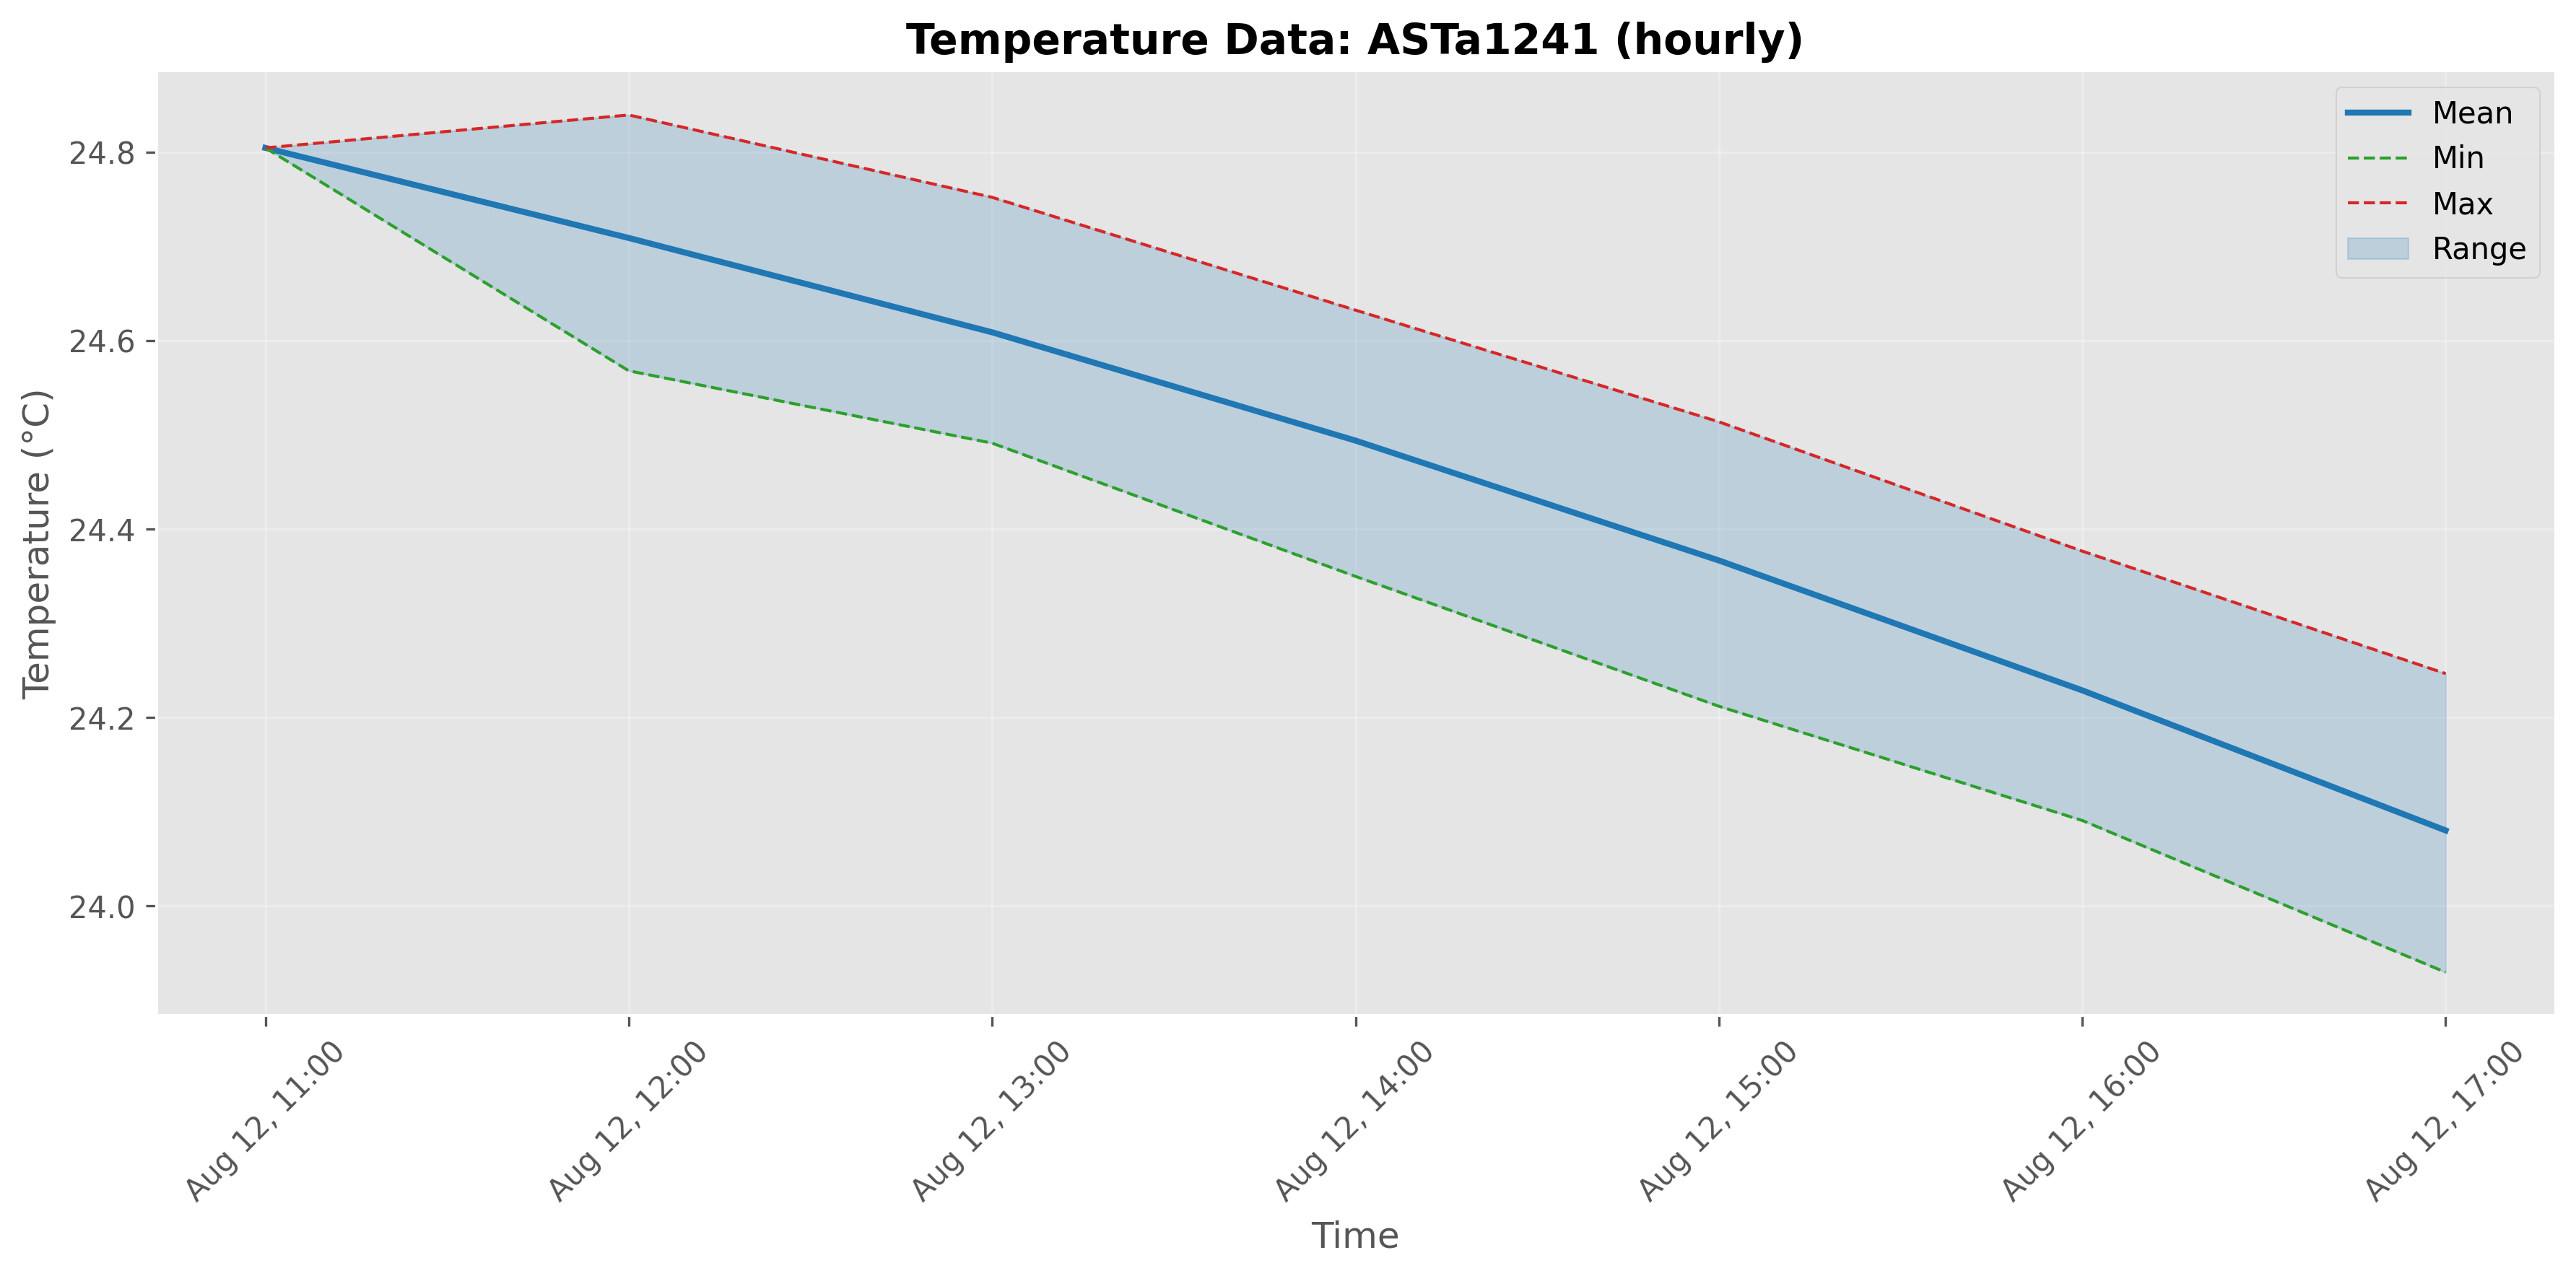 Temperature Data: ASTa1241 (hourly)
Mean
Min
Max
Range
Temperature (°C)
24.8
24.6
24.4
24.2
24.0
Aug 12, 11:00
Aug 12, 12:00
Aug 12, 13:00
Aug 12, 14:00
Aug 12, 15:00
Aug 12, 16:00
Aug 12, 17:00
Time